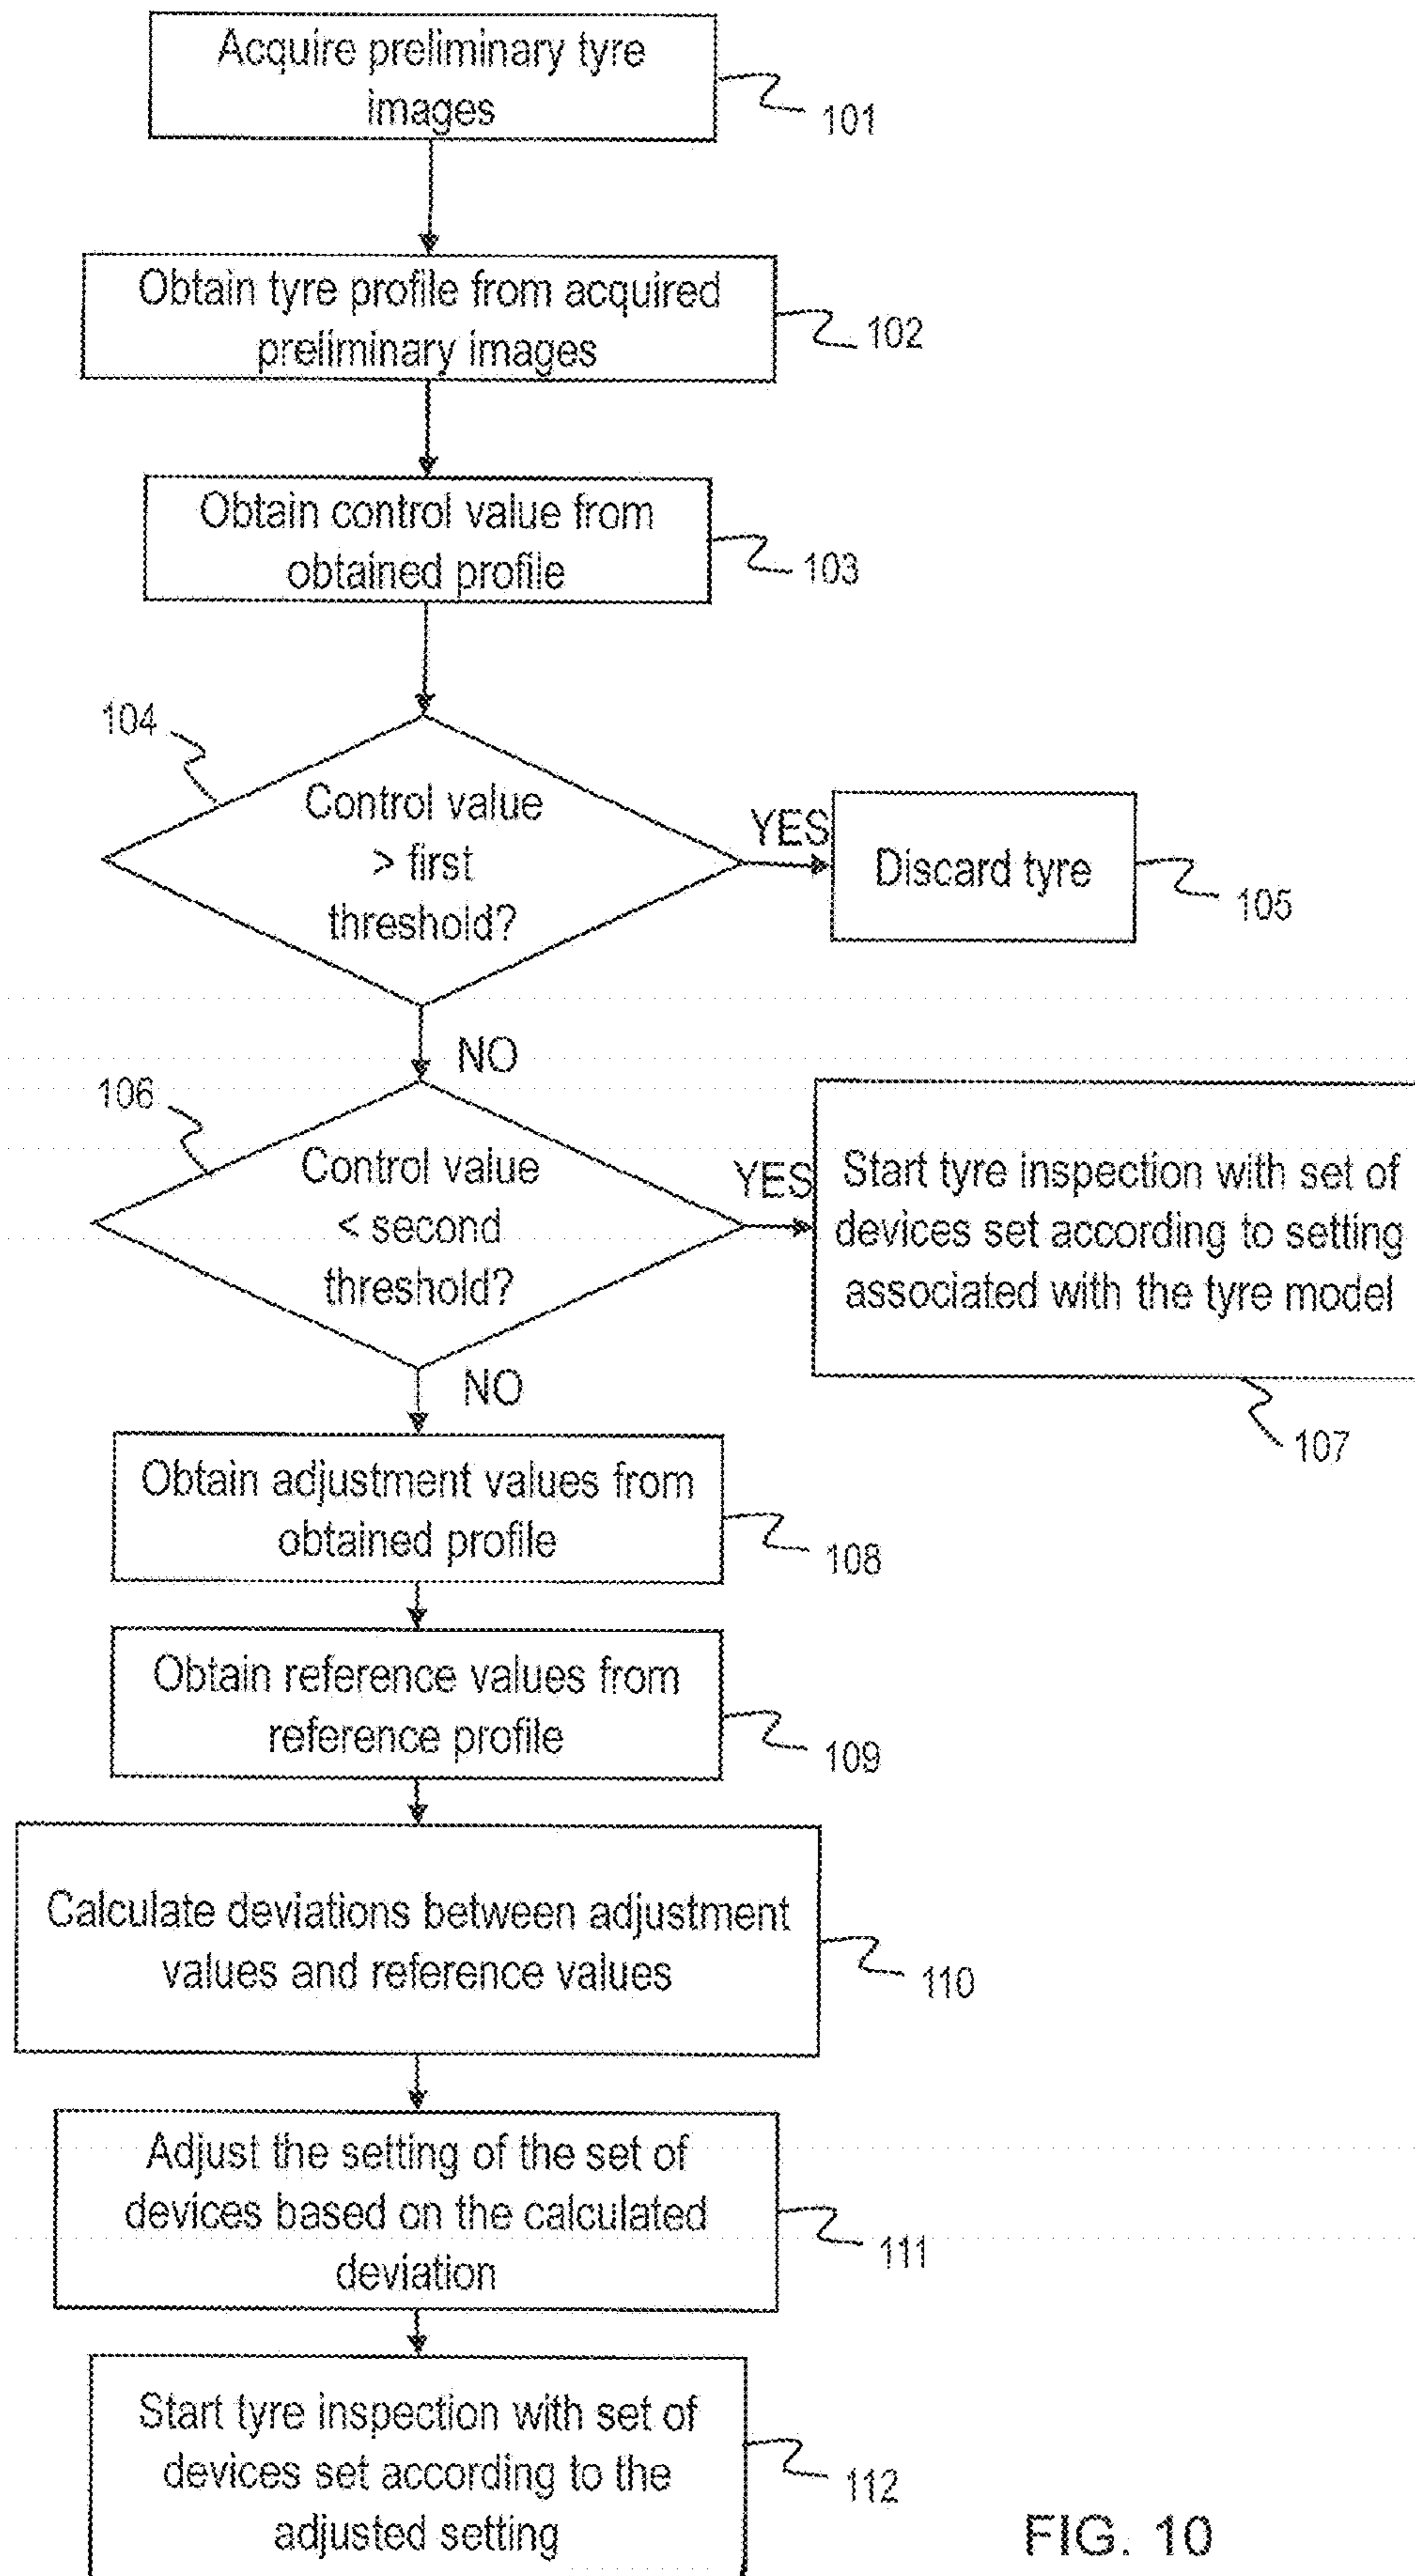 Acquire preliminary tyre
images
101
Obtain tyre profile from acquired
preliminary images
102
Obtain control value from
obtained profile
103
104
Control value
> first
threshold?
YES
Discard tyre
105
NO
106
Control value
< second
threshold?
YES
Start tyre inspection with set of
devices set according to setting
associated with the tyre model
107
NO
Obtain adjustment values from
obtained profile
108
Obtain reference values from
reference profile
109
Calculate deviations between adjustment
values and reference values
110
Adjust the setting of the set of
devices based on the calculated
deviation
111
Start tyre inspection with set of
devices set according to the
adjusted setting
112
FIG. 10